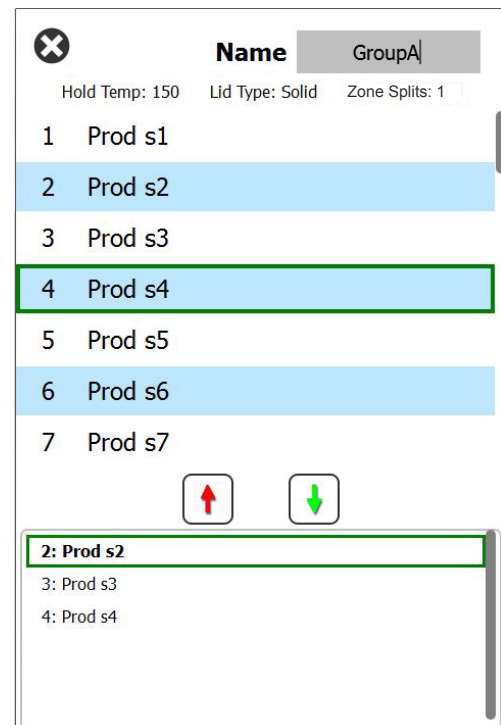 Name GroupA
Hold Temp: 150 Lid Type: Solid Zone Splits: 1
1 Prod s1
2 Prod s2
3 Prod s3
4 Prod s4
5 Prod s5
6 Prod s6
7 Prod s7
2: Prod s2
3: Prod s3
4: Prod s4